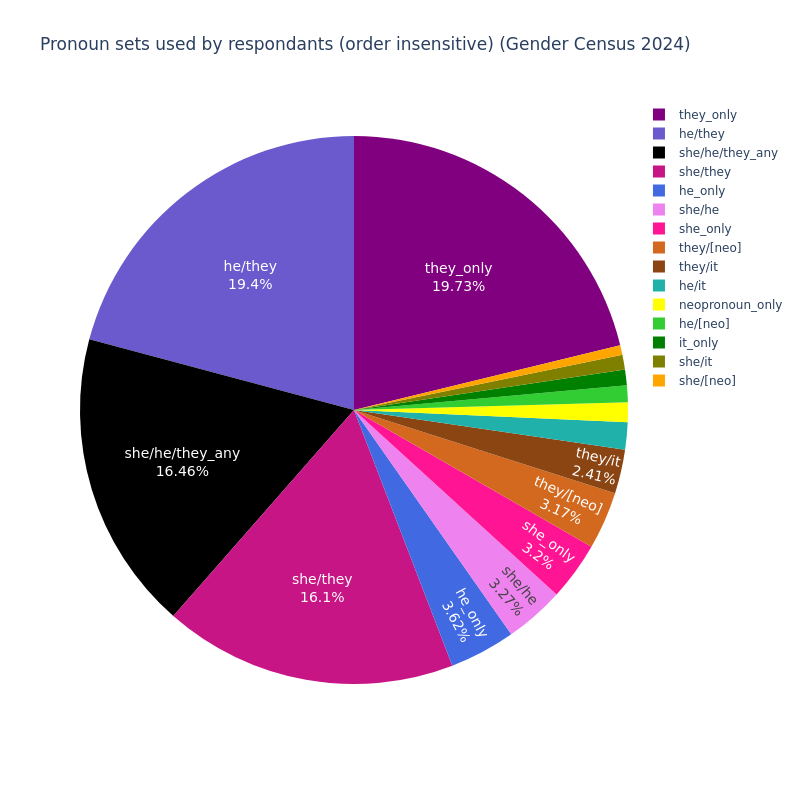 Pronoun sets used by respondants (order insensitive) (Gender Census 2024)
they_only
he/they
she/he/they_any
she/they
he_only
she/he
she_only
they/[neo]
they/it
he/it
neopronoun_only
he/[neo]
it_only
she/it
she/[neo]
he/they
19.4%
they_only
19.73%
she/he/they_any
16.46%
she/they
16.1%
he_only
3.62%
she/he
3.27%
she_only
3.2%
they/[neo]
3.17%
they/it
2.41%